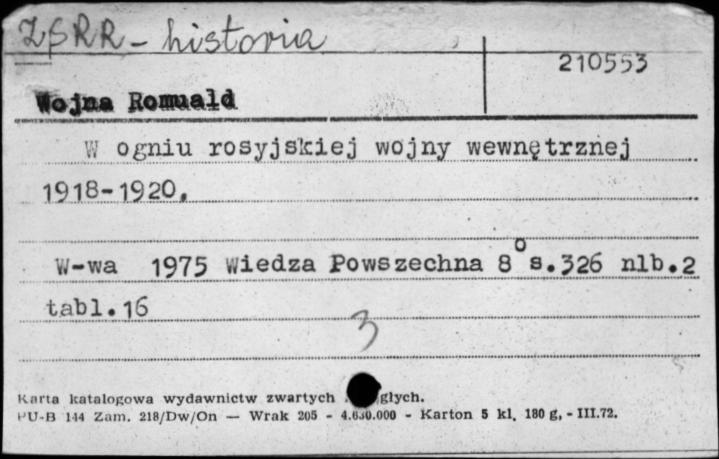 ZSRR - historia
210553
Wojna Romuald
W ogniu rosyjskiej wojny wewnętrznej
1918-1920,
W-wa 1975 Wiedza Powszechna 8° s.326 nlb.2
tabl.16
3
Karta katalogowa wydawnictw zwartych głych.
PU-B 144 Zam. 218/Dw/On — Wrak 205 - 4.630.000 - Karton 5 kl, 180 g, - III.72.